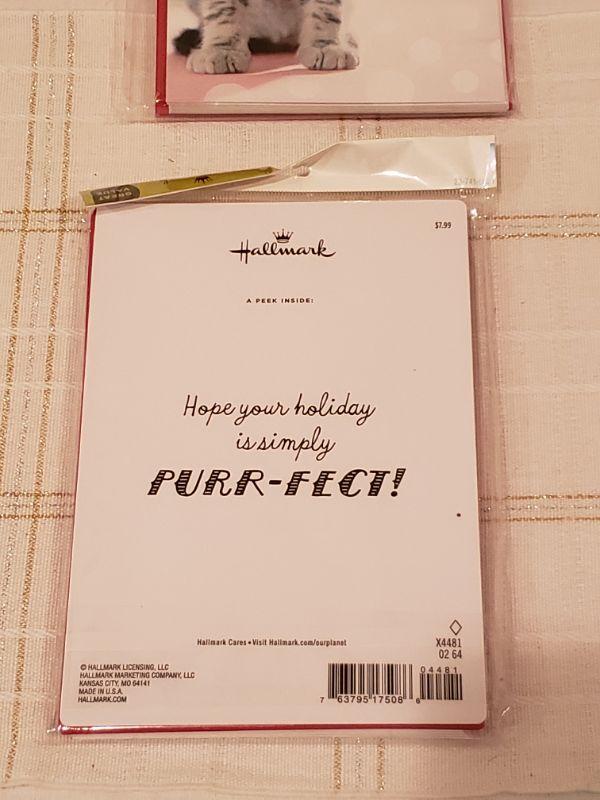 GREAT VALUE
$7.99
Hallmark
A PEEK INSIDE:
Hope your holiday
is simply
PURR-FECT!
Hallmark Cares • Visit Hallmark.com/ourplanet
X4481
02 64
© HALLMARK LICENSING, LLC
HALLMARK MARKETING COMPANY, LLC
KANSAS CITY, MO 64141
MADE IN U.S.A.
HALLMARK.COM
04481
7 63795 17508 6